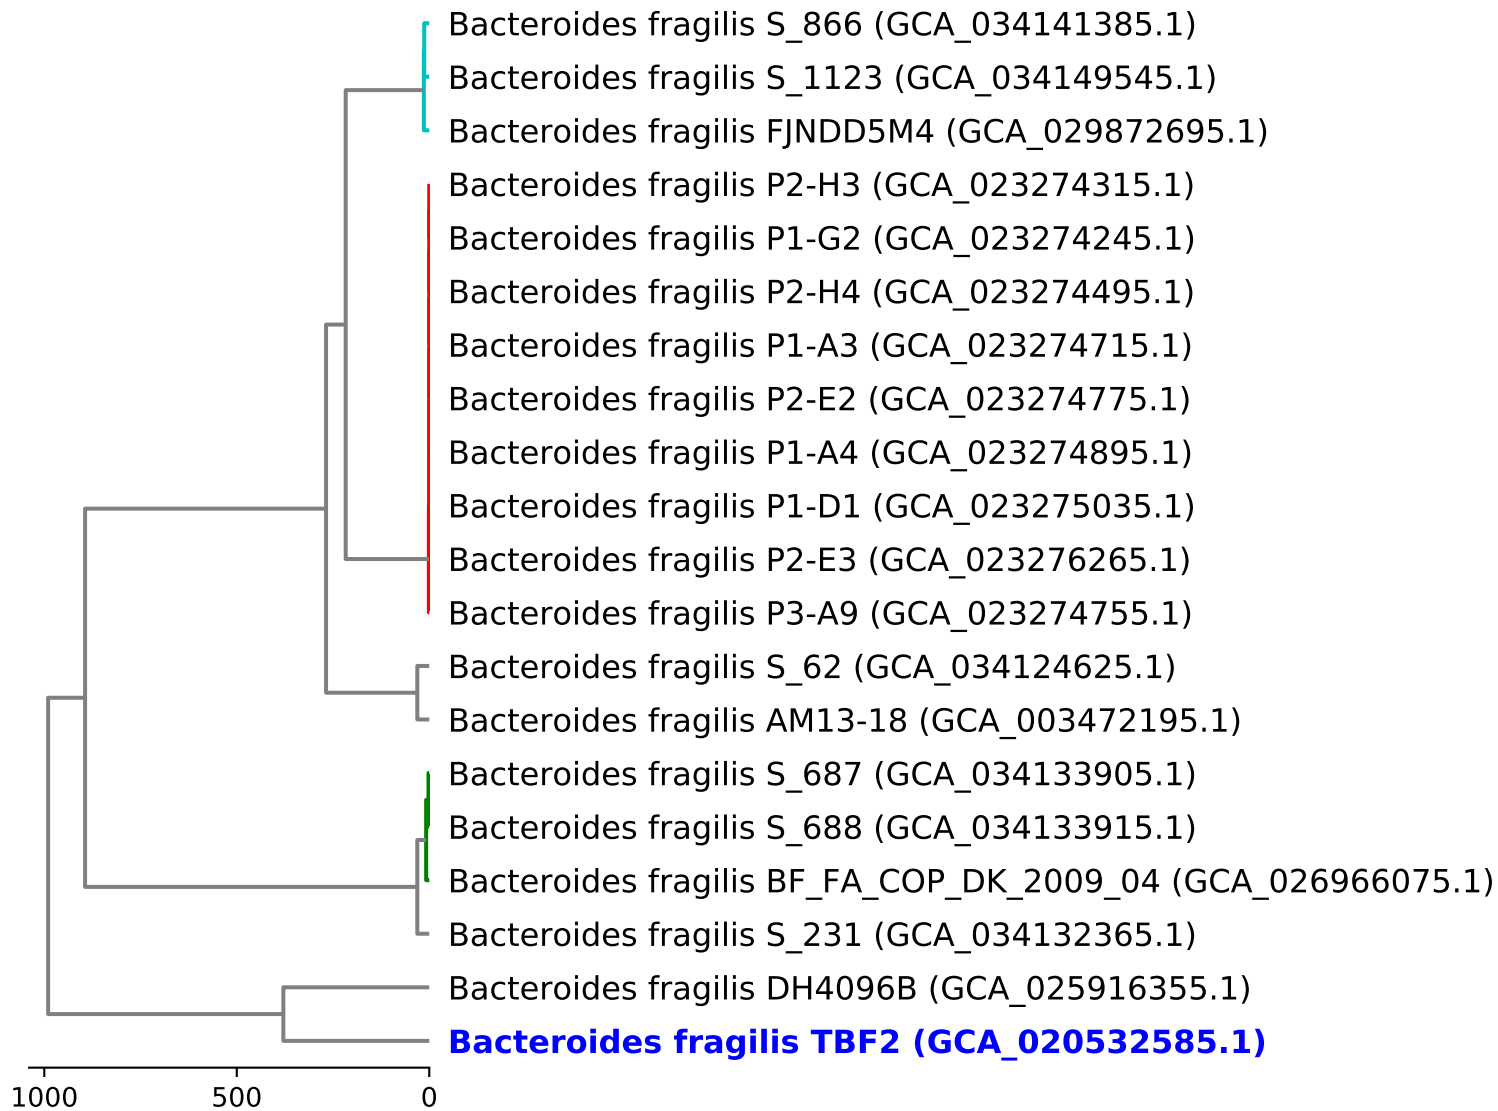 Bacteroides fragilis S_866 (GCA_034141385.1)
Bacteroides fragilis S_1123 (GCA_034149545.1)
Bacteroides fragilis FJNDD5M4 (GCA_029872695.1)
Bacteroides fragilis P2-H3 (GCA_023274315.1)
Bacteroides fragilis P1-G2 (GCA_023274245.1)
Bacteroides fragilis P2-H4 (GCA_023274495.1)
Bacteroides fragilis P1-A3 (GCA_023274715.1)
Bacteroides fragilis P2-E2 (GCA_023274775.1)
Bacteroides fragilis P1-A4 (GCA_023274895.1)
Bacteroides fragilis P1-D1 (GCA_023275035.1)
Bacteroides fragilis P2-E3 (GCA_023276265.1)
Bacteroides fragilis P3-A9 (GCA_023274755.1)
Bacteroides fragilis S_62 (GCA_034124625.1)
Bacteroides fragilis AM13-18 (GCA_003472195.1)
Bacteroides fragilis S_687 (GCA_034133905.1)
Bacteroides fragilis S_688 (GCA_034133915.1)
Bacteroides fragilis BF_FA_COP_DK_2009_04 (GCA_026966075.1)
Bacteroides fragilis S_231 (GCA_034132365.1)
Bacteroides fragilis DH4096B (GCA_025916355.1)
Bacteroides fragilis TBF2 (GCA_020532585.1)
1000 500 0